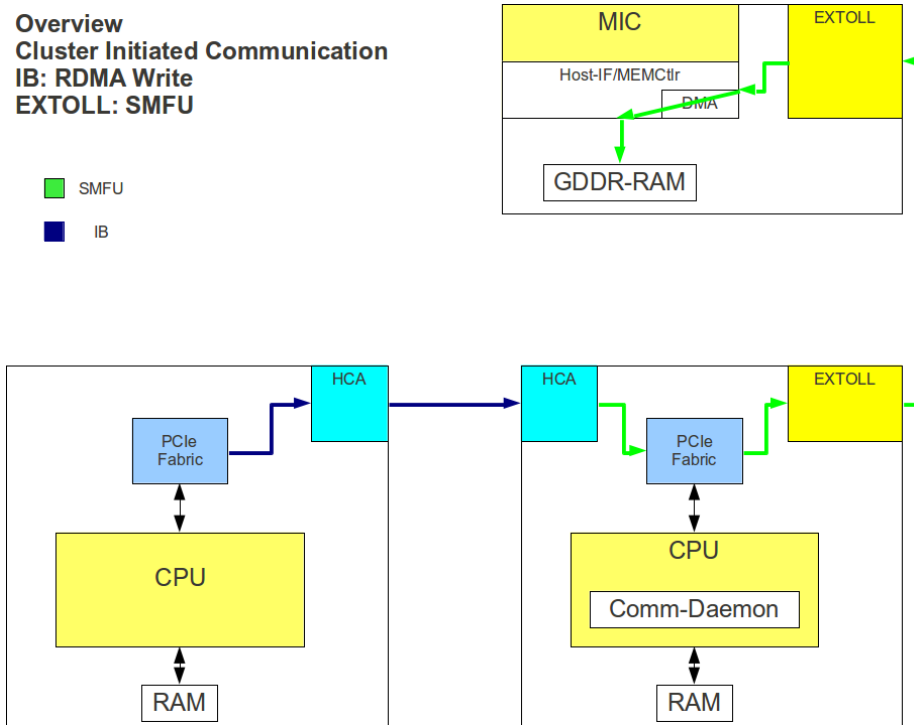 Overview
Cluster Initiated Communication
IB: RDMA Write
EXTOLL: SMFU
SMFU
IB
MIC
EXTOLL
Host-IF/MEMCtlr
DMA
GDDR-RAM
HCA
PCIe
Fabric
CPU
RAM
HCA
EXTOLL
PCIe
Fabric
CPU
Comm-Daemon
RAM